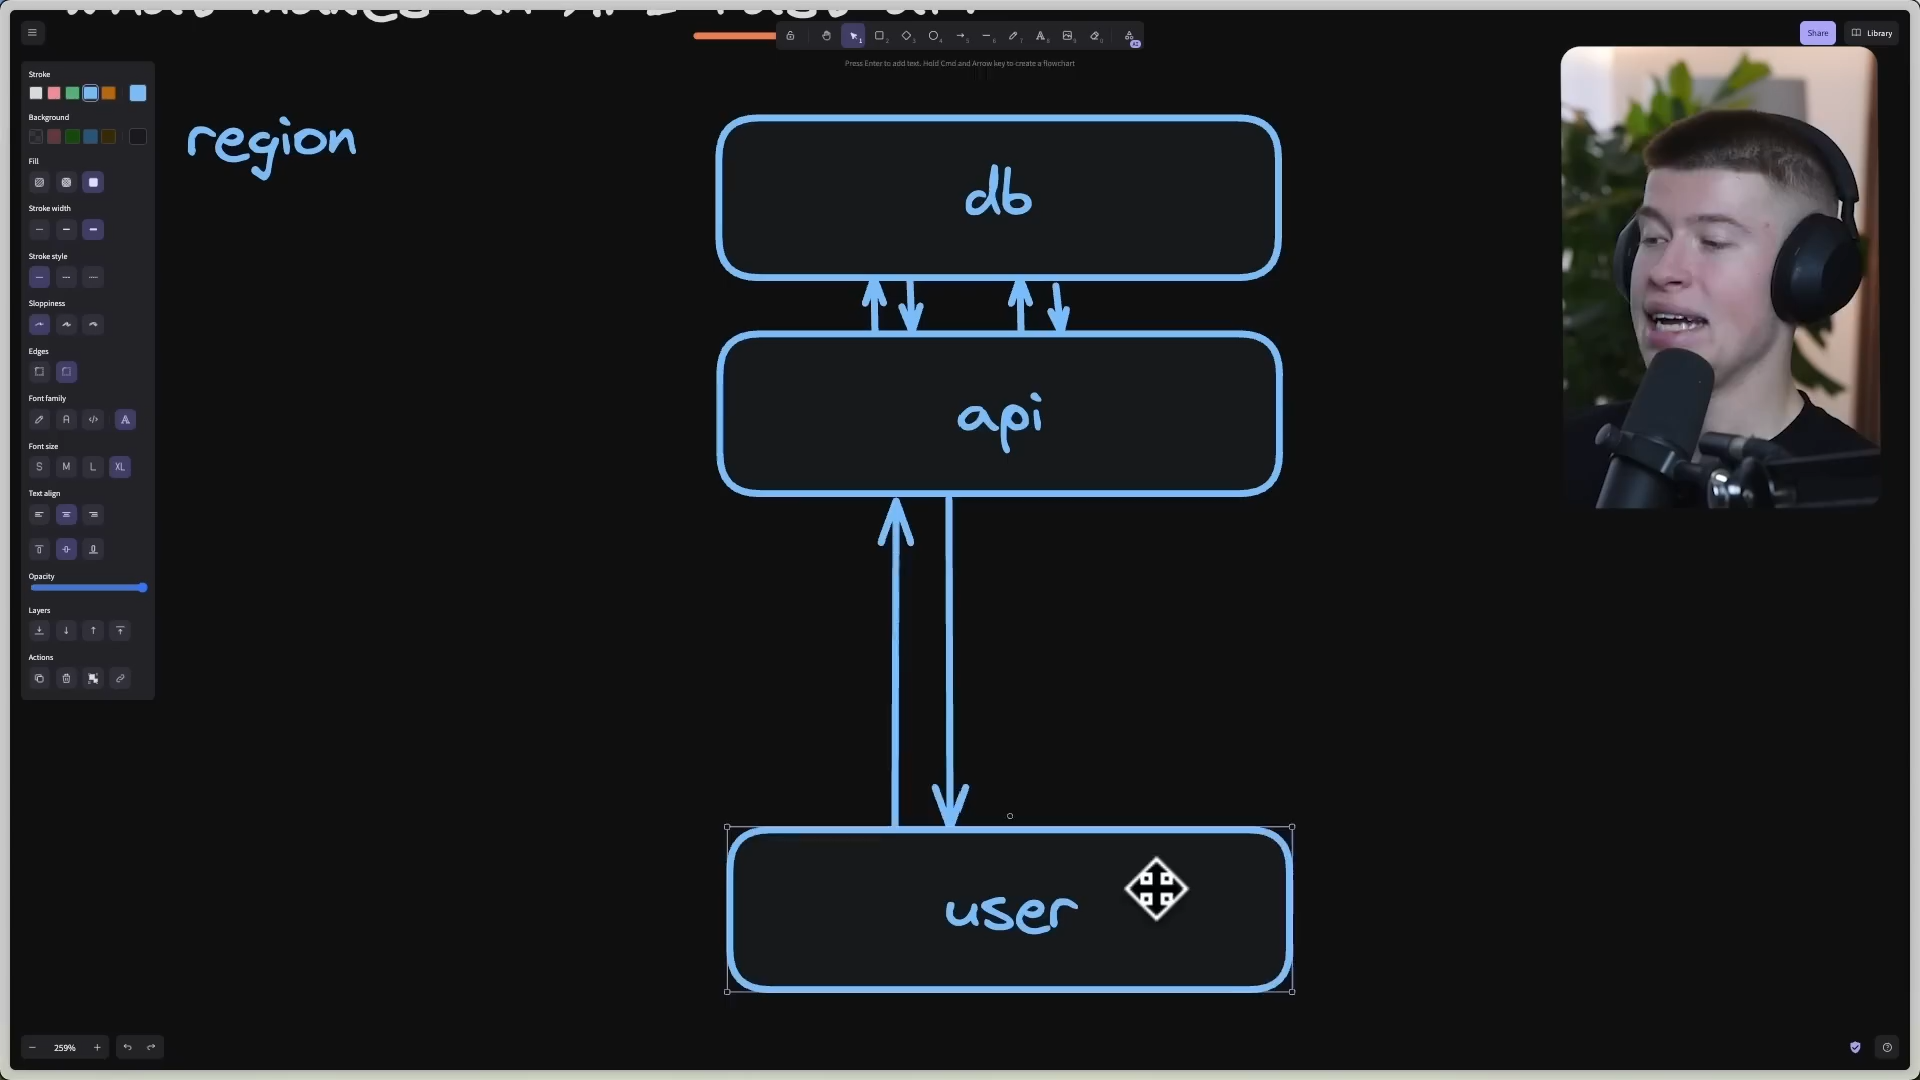 Share
Library
Press Enter to add text. Hold Cmd and Arrow key to create a flowchart
Stroke
Background
Fill
Stroke width
Stroke style
Sloppiness
Edges
Font family
Font size
S M L XL
Text align
Opacity
Layers
Actions
region
db
api
user
259%